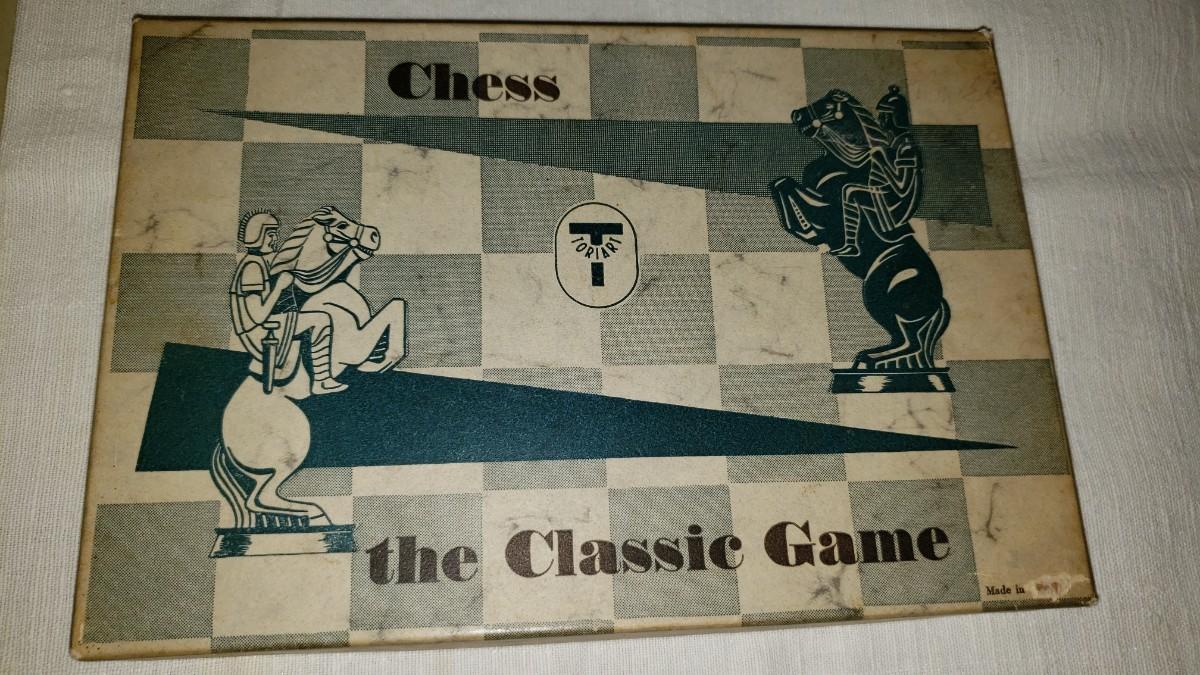 Chess
T
TORIART
the Classic Game
Made in